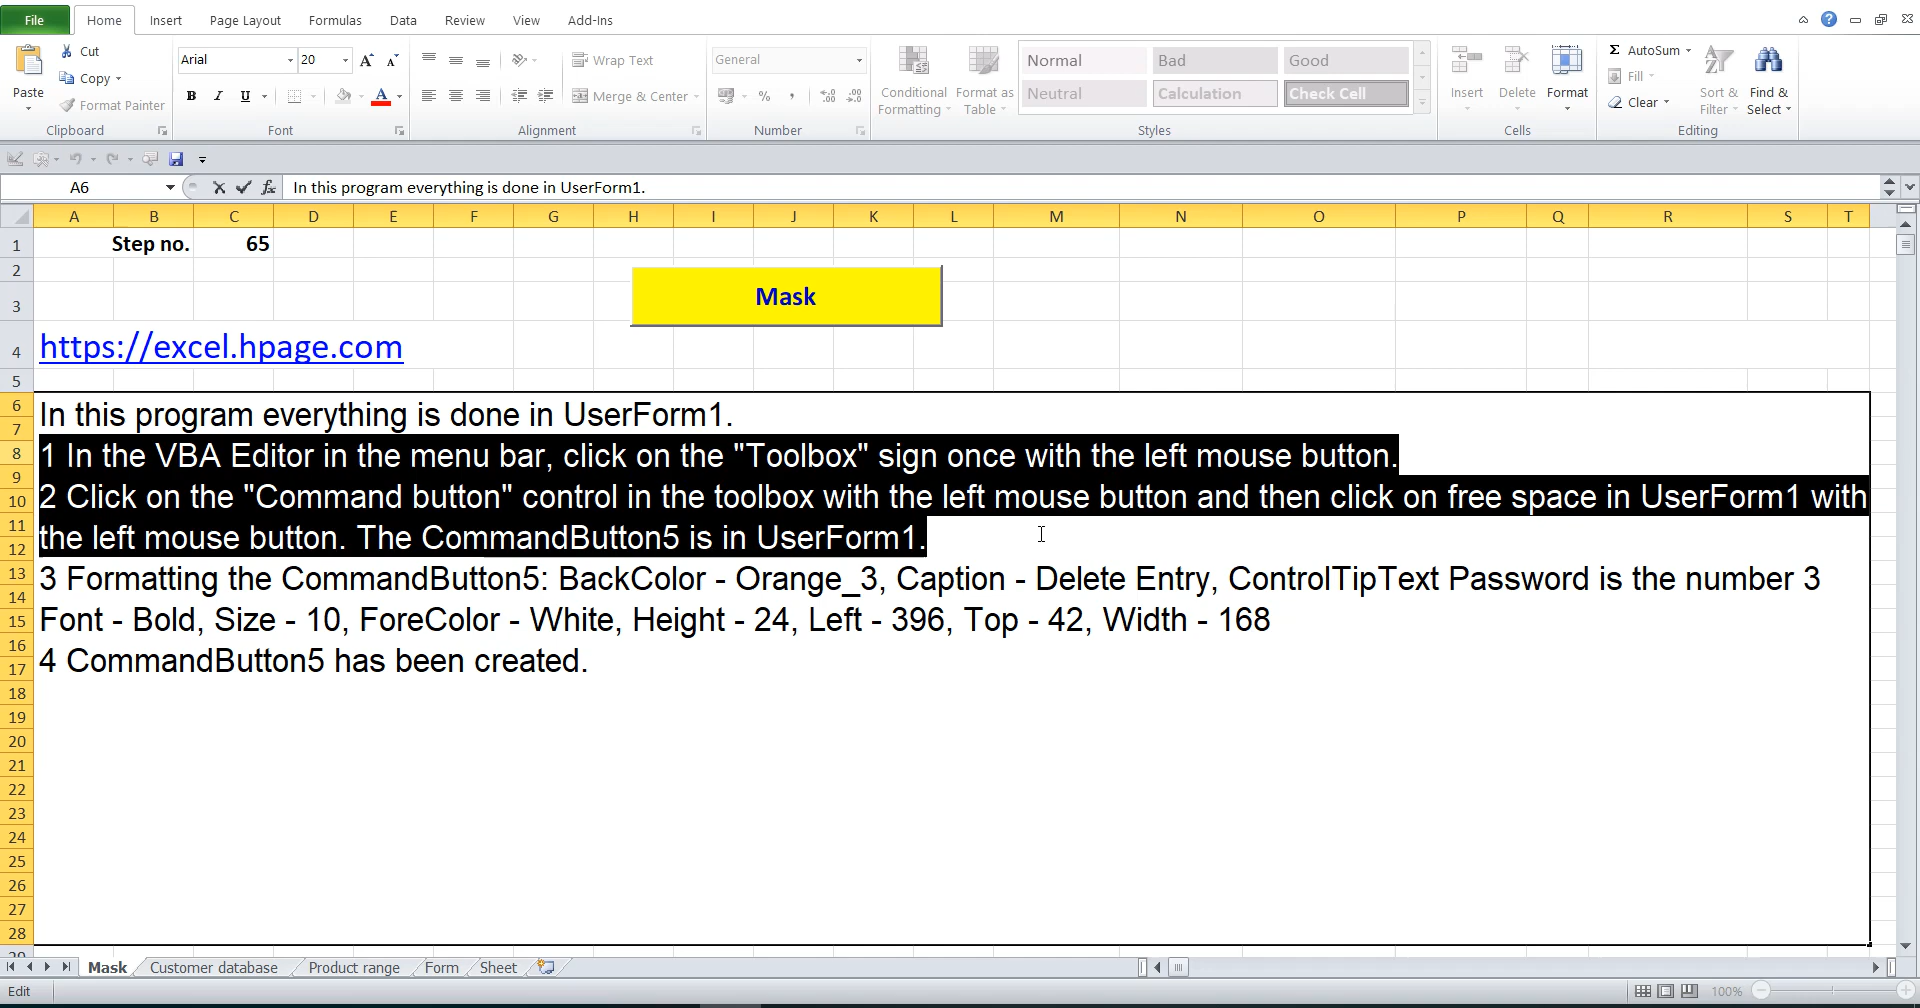 File Home Insert Page Layout Formulas Data Review View Add-Ins
Paste Cut Copy Format Painter Clipboard
Arial 20 A A B I U A Font
Wrap Text Merge & Center Alignment
General % , Number
Conditional Formatting Format as Table
Normal Bad Good
Neutral Calculation Check Cell
Styles
Insert Delete Format Cells
Σ AutoSum Fill Clear Sort & Filter Find & Select Editing
A6 fx In this program everything is done in UserForm1.
A B C D E F G H I J K L M N O P Q R S T
1 Step no. 65
2
3 Mask
4 https://excel.hpage.com
5
In this program everything is done in UserForm1.
1 In the VBA Editor in the menu bar, click on the "Toolbox" sign once with the left mouse button.
2 Click on the "Command button" control in the toolbox with the left mouse button and then click on free space in UserForm1 with
the left mouse button. The CommandButton5 is in UserForm1.
3 Formatting the CommandButton5: BackColor - Orange_3, Caption - Delete Entry, ControlTipText Password is the number 3
Font - Bold, Size - 10, ForeColor - White, Height - 24, Left - 396, Top - 42, Width - 168
4 CommandButton5 has been created.
6
7
8
9
10
11
12
13
14
15
16
17
18
19
20
21
22
23
24
25
26
27
28
29
Mask Customer database Product range Form Sheet
Edit 100%